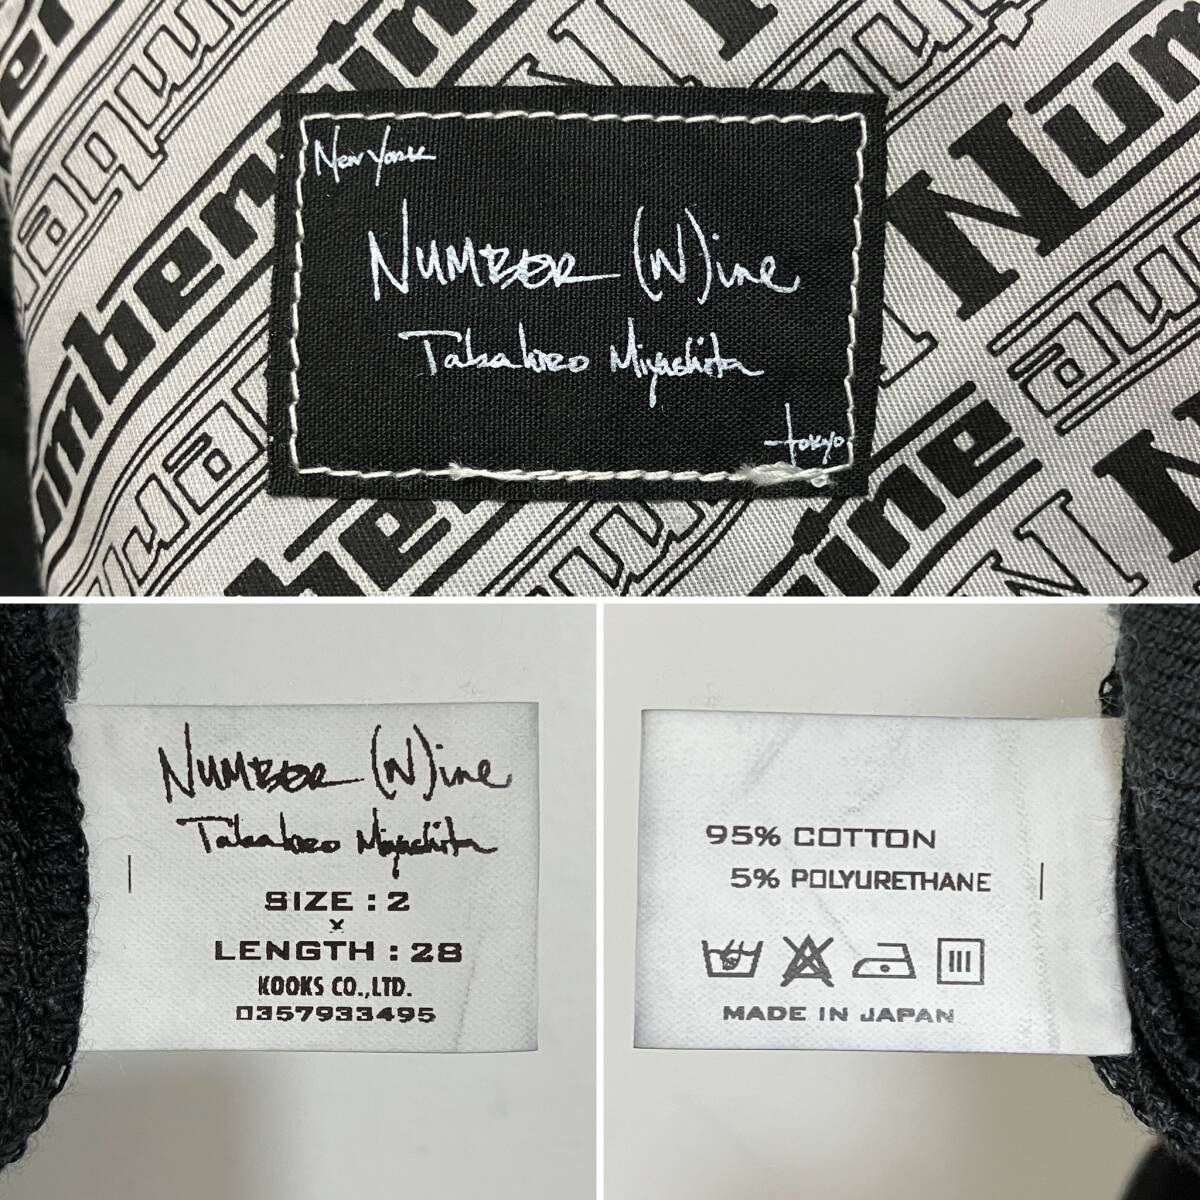 New York
NUMBER (N)ine
Takahiro Miyashita
tokyo
NUMBER (N)ine
Takahiro Miyashita
SIZE : 2
x
LENGTH : 28
KOOKS CO.,LTD.
0357933495
95% COTTON
5% POLYURETHANE
MADE IN JAPAN